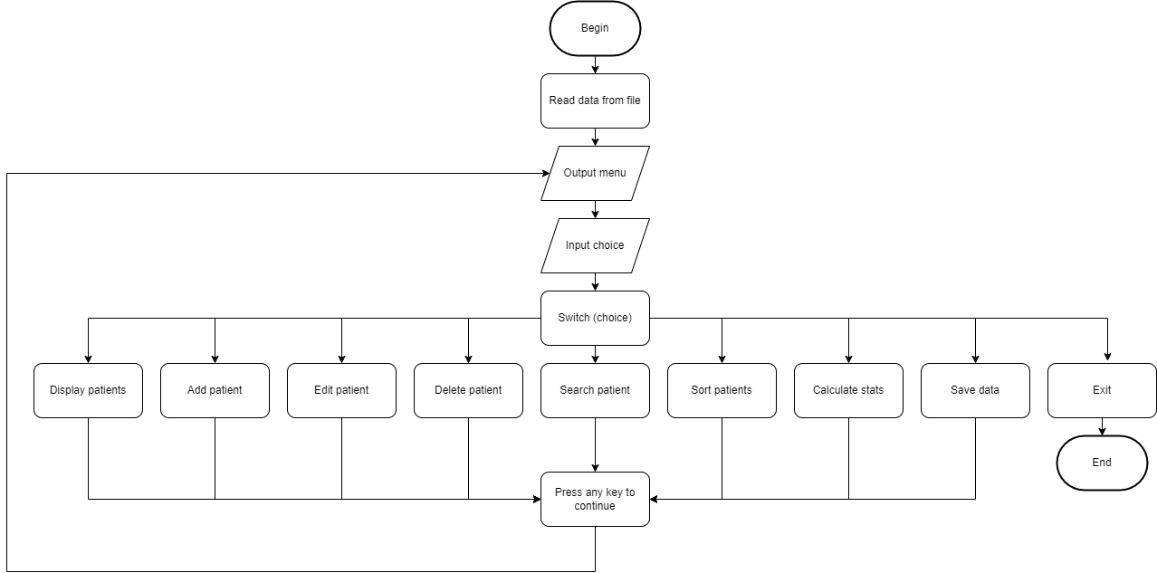 Begin
Read data from file
Output menu
Input choice
Switch (choice)
Display patients
Add patient
Edit patient
Delete patient
Search patient
Sort patients
Calculate stats
Save data
Exit
End
Press any key to
continue